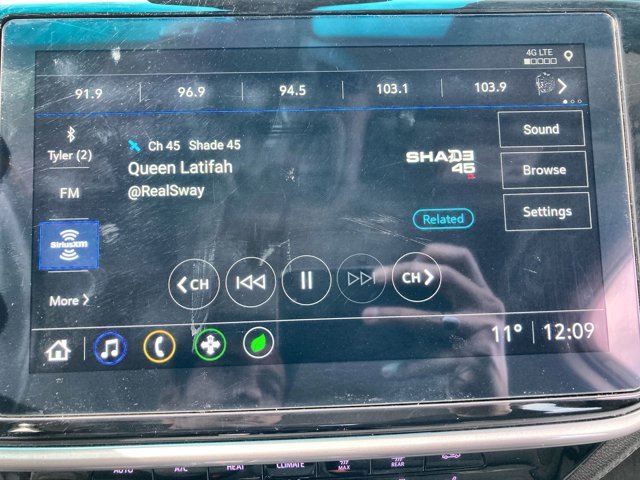 4G LTE
91.9 96.9 94.5 103.1 103.9
Tyler (2)
FM
SiriusXM
More
Ch 45 Shade 45
Queen Latifah
@RealSway
SHADE
45
Related
Sound
Browse
Settings
CH
CH
11° 12:09
AUTO A/C HEAT CLIMATE MAX REAR